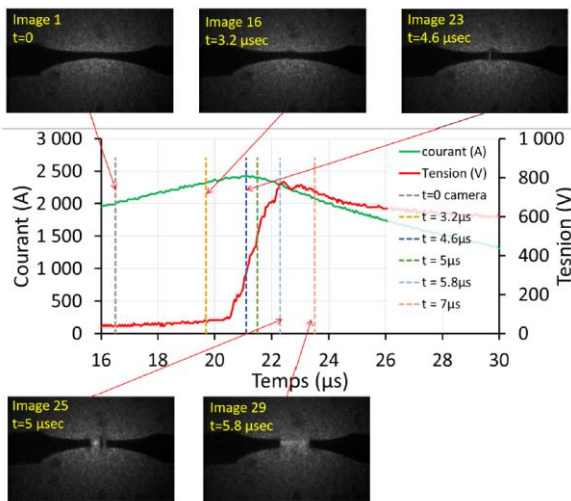 Image 1
t=0
Image 16
t=3.2 µsec
Image 23
t=4.6 µsec
3 000
2 500
2 000
1 500
1 000
500
0
Courant (A)
16
20
22
24
26
28
30
Temps (µs)
1 000
800
600
400
200
0
Tesnion (V)
courant (A)
Tension (V)
t=0 camera
t = 3.2µs
t = 4.6µs
t = 5µs
t = 5.8µs
t = 7µs
Image 25
t=5 µsec
Image 29
t=5.8 µsec